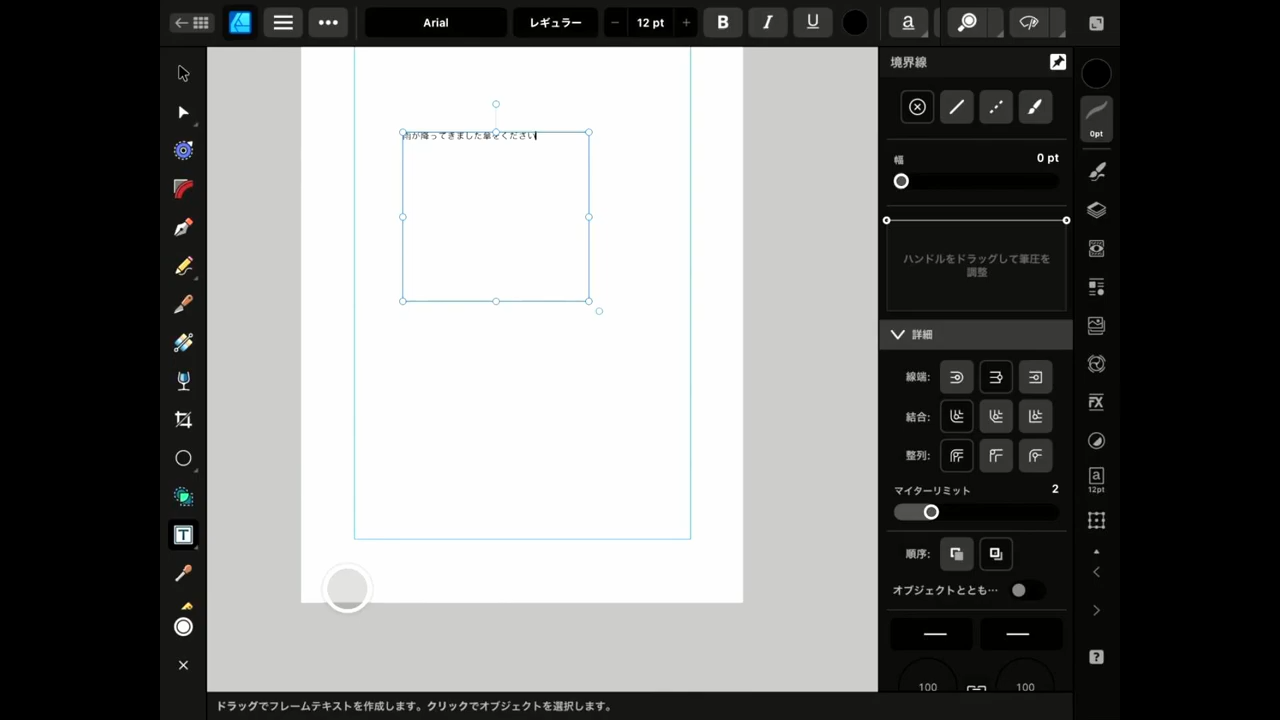 Arial
レギュラー
12 pt
B
I
U
a
境界線
0pt
幅
0 pt
ハンドルをドラッグして筆圧を
調整
詳細
線端:
結合:
整列:
マイターリミット
2
順序:
オブジェクトととも…
100
100
FX
a
12pt
?
T
雨が降ってきました傘をください
ドラッグでフレームテキストを作成します。クリックでオブジェクトを選択します。